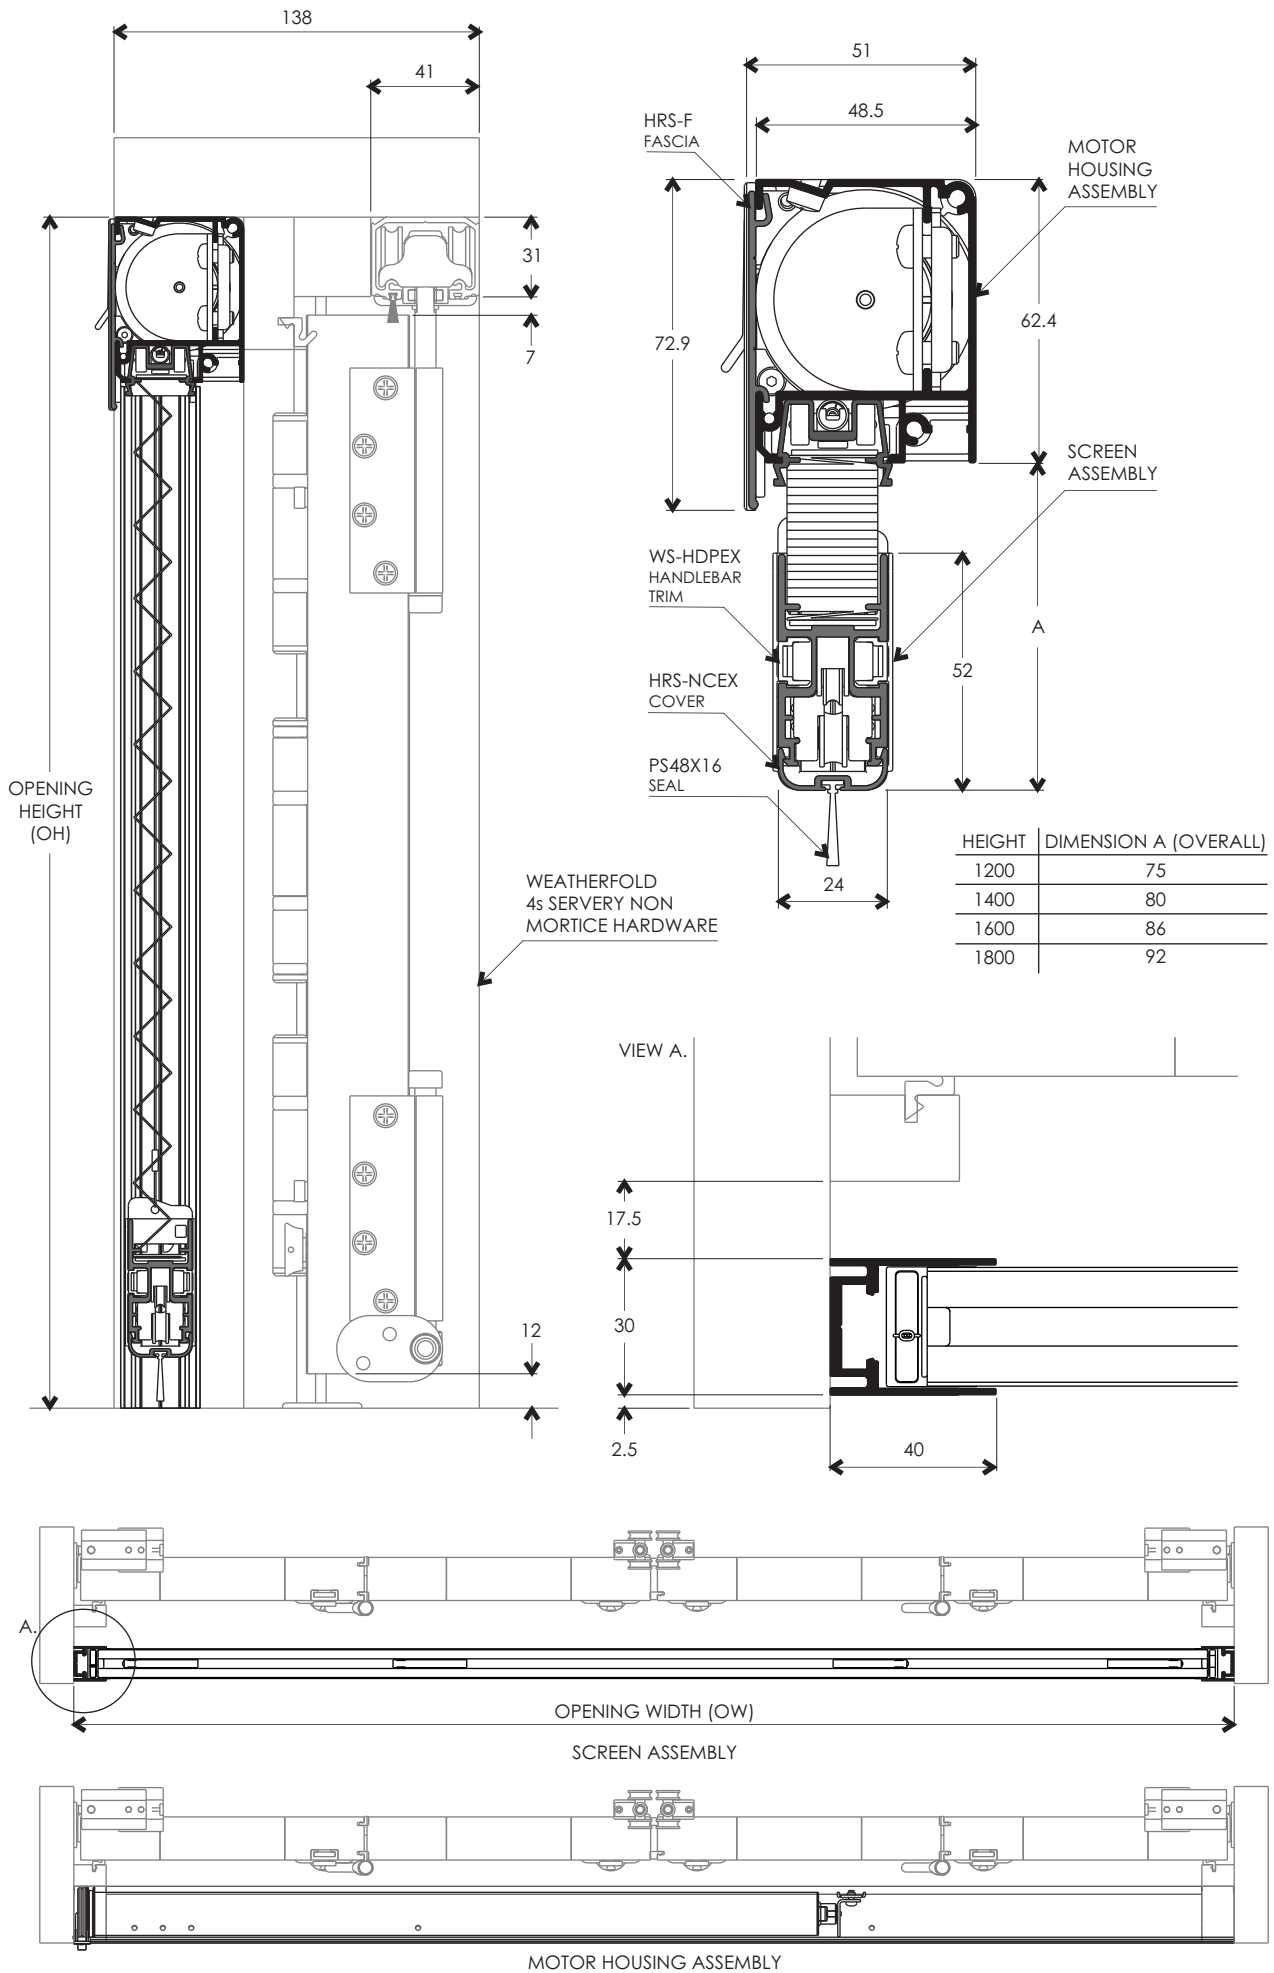 138
41
51
48.5
HRS-F
FASCIA
MOTOR
HOUSING
ASSEMBLY
31
7
72.9
62.4
SCREEN
ASSEMBLY
WS-HDPEX
HANDLEBAR
TRIM
A
52
HRS-NCEX
COVER
PS48X16
SEAL
OPENING
HEIGHT
(OH)
24
HEIGHT DIMENSION A (OVERALL)
1200 75
1400 80
1600 86
1800 92
WEATHERFOLD
4s SERVERY NON
MORTICE HARDWARE
VIEW A.
17.5
30
12
2.5
40
A.
OPENING WIDTH (OW)
SCREEN ASSEMBLY
MOTOR HOUSING ASSEMBLY